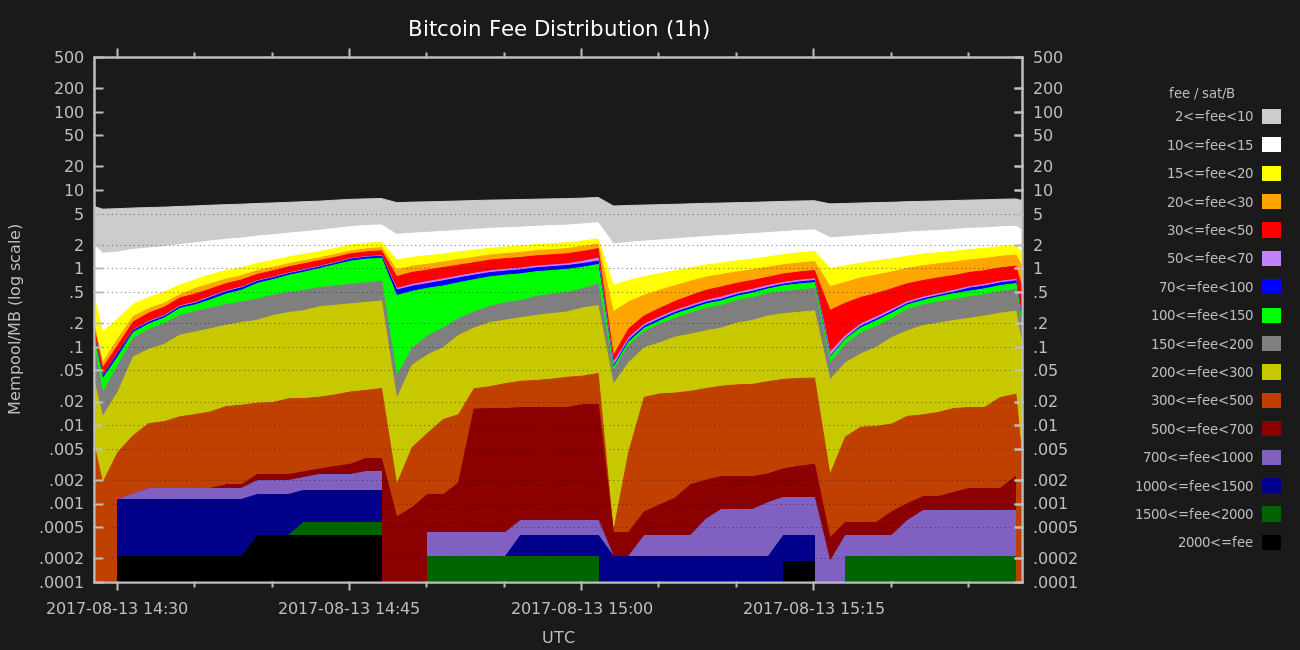 Bitcoin Fee Distribution (1h)
500
200
100
50
20
10
5
2
1
.5
.2
.1
.05
.02
.01
.005
.002
.001
.0005
.0002
.0001
Mempool/MB (log scale)
500
200
100
50
20
10
5
2
1
.5
.2
.1
.05
.02
.01
.005
.002
.001
.0005
.0002
.0001
2017-08-13 14:30 2017-08-13 14:45 2017-08-13 15:00 2017-08-13 15:15
UTC
fee / sat/B
2<=fee<10
10<=fee<15
15<=fee<20
20<=fee<30
30<=fee<50
50<=fee<70
70<=fee<100
100<=fee<150
150<=fee<200
200<=fee<300
300<=fee<500
500<=fee<700
700<=fee<1000
1000<=fee<1500
1500<=fee<2000
2000<=fee